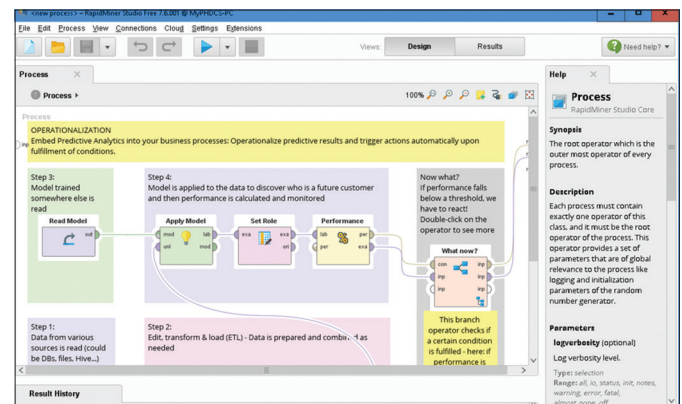 <new process> – RapidMiner Studio Free 7.6.001 @ MyPHDCS-PC
File Edit Process View Connections Cloud Settings Extensions
Views: Design Results Need help?
Process
Process
100%
Process
OPERATIONALIZATION
Embed Predictive Analytics into your business processes: Operationalize predictive results and trigger actions automatically upon
fulfillment of conditions.
inp
Step 3:
Model trained
somewhere else is
read
Read Model
out
Step 4:
Model is applied to the data to discover who is a future customer
and then performance is calculated and monitored
Apply Model
mod lab
unl mod
Set Role
exa exa
ori
Performance
lab per
per exa
Now what?
If performance falls
below a threshold, we
have to react!
Double-click on the
operator to see more
What now?
con inp
inp inp
inp inp
This branch
operator checks if
a certain condition
is fulfilled - here: if
performance is
Step 1:
Data from various
sources is read (could
be DBs, files, Hive...)
Step 2:
Edit, transform & load (ETL) - Data is prepared and combined as
needed
Result History
Help
Process
RapidMiner Studio Core
Synopsis
The root operator which is the
outer most operator of every
process.
Description
Each process must contain
exactly one operator of this
class, and it must be the root
operator of the process. This
operator provides a set of
parameters that are of global
relevance to the process like
logging and initialization
parameters of the random
number generator.
Parameters
logverbosity (optional)
Log verbosity level.
Type: selection
Range: all, io, status, init, notes,
warning, error, fatal,
almost_none, off